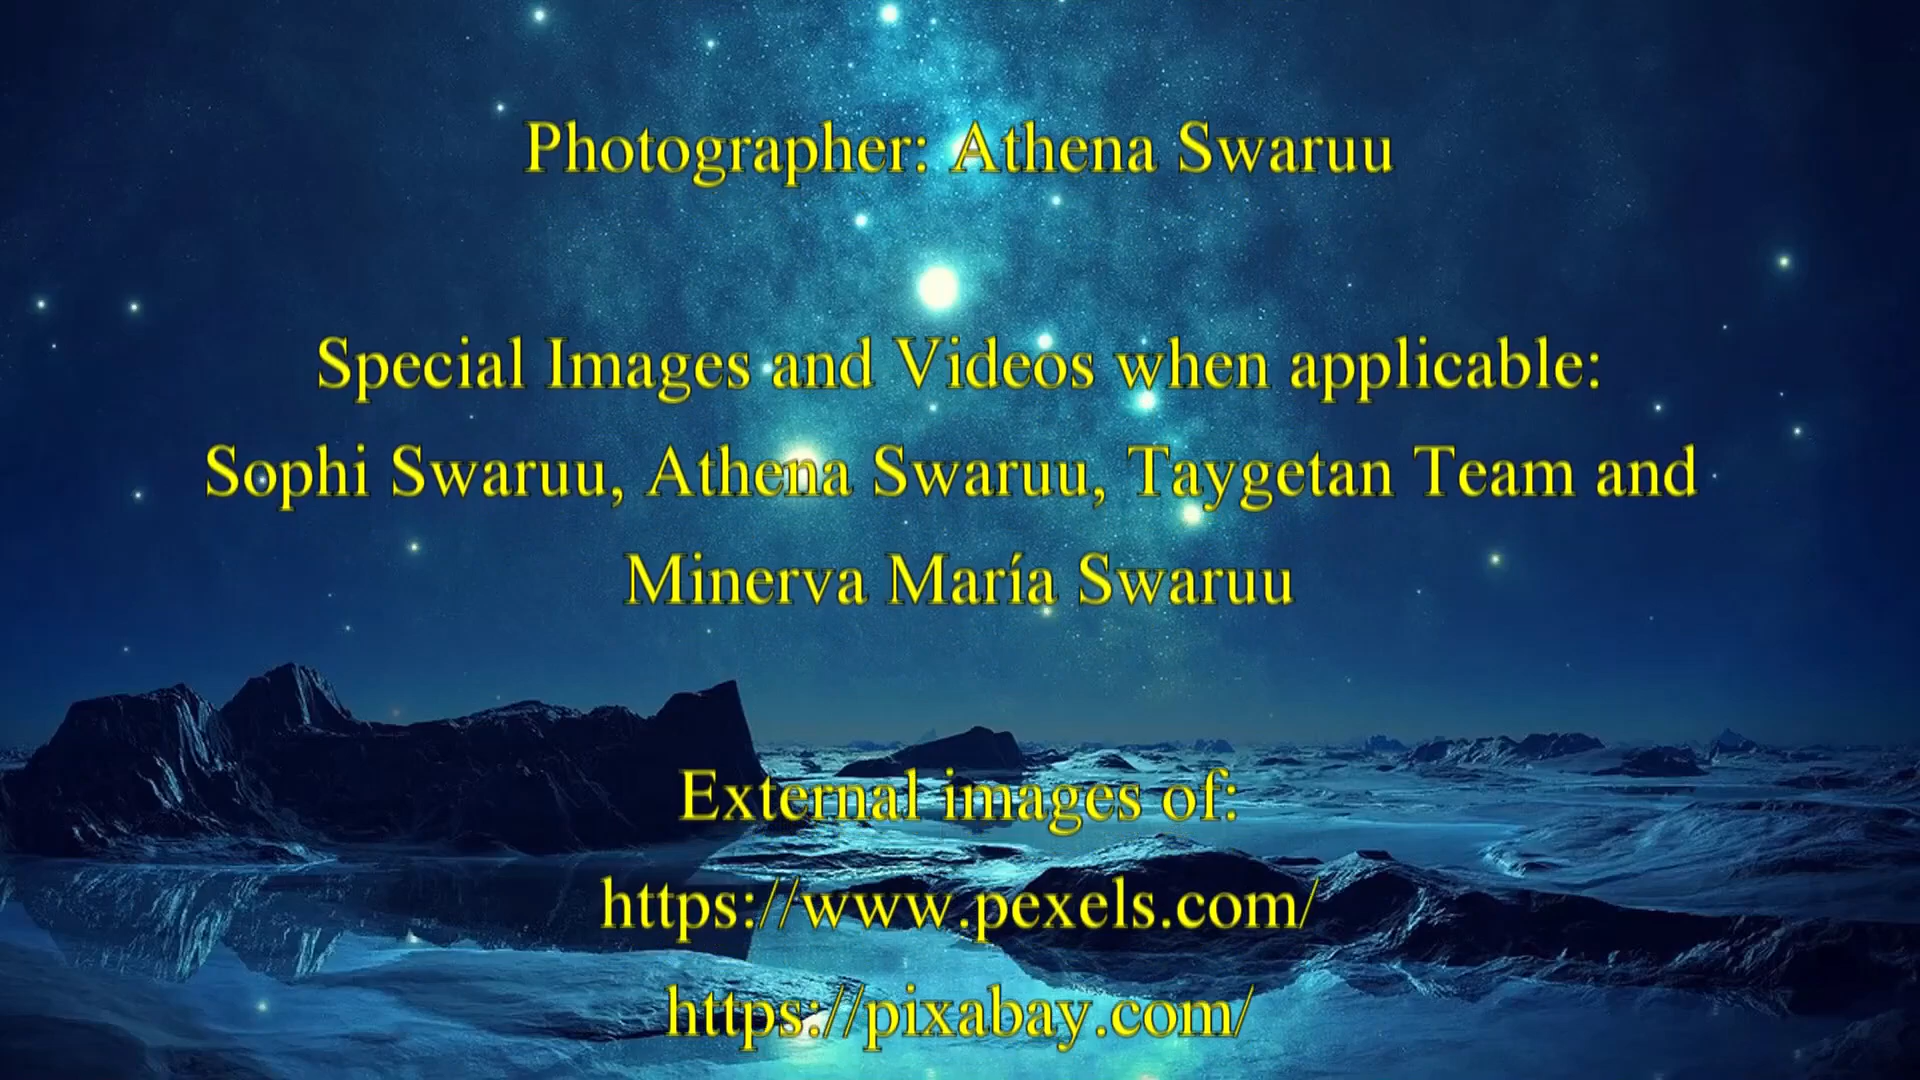 Photographer: Athena Swaruu
Special Images and Videos when applicable:
Sophi Swaruu, Athena Swaruu, Taygetan Team and
Minerva María Swaruu
External images of:
https://www.pexels.com/
https://pixabay.com/